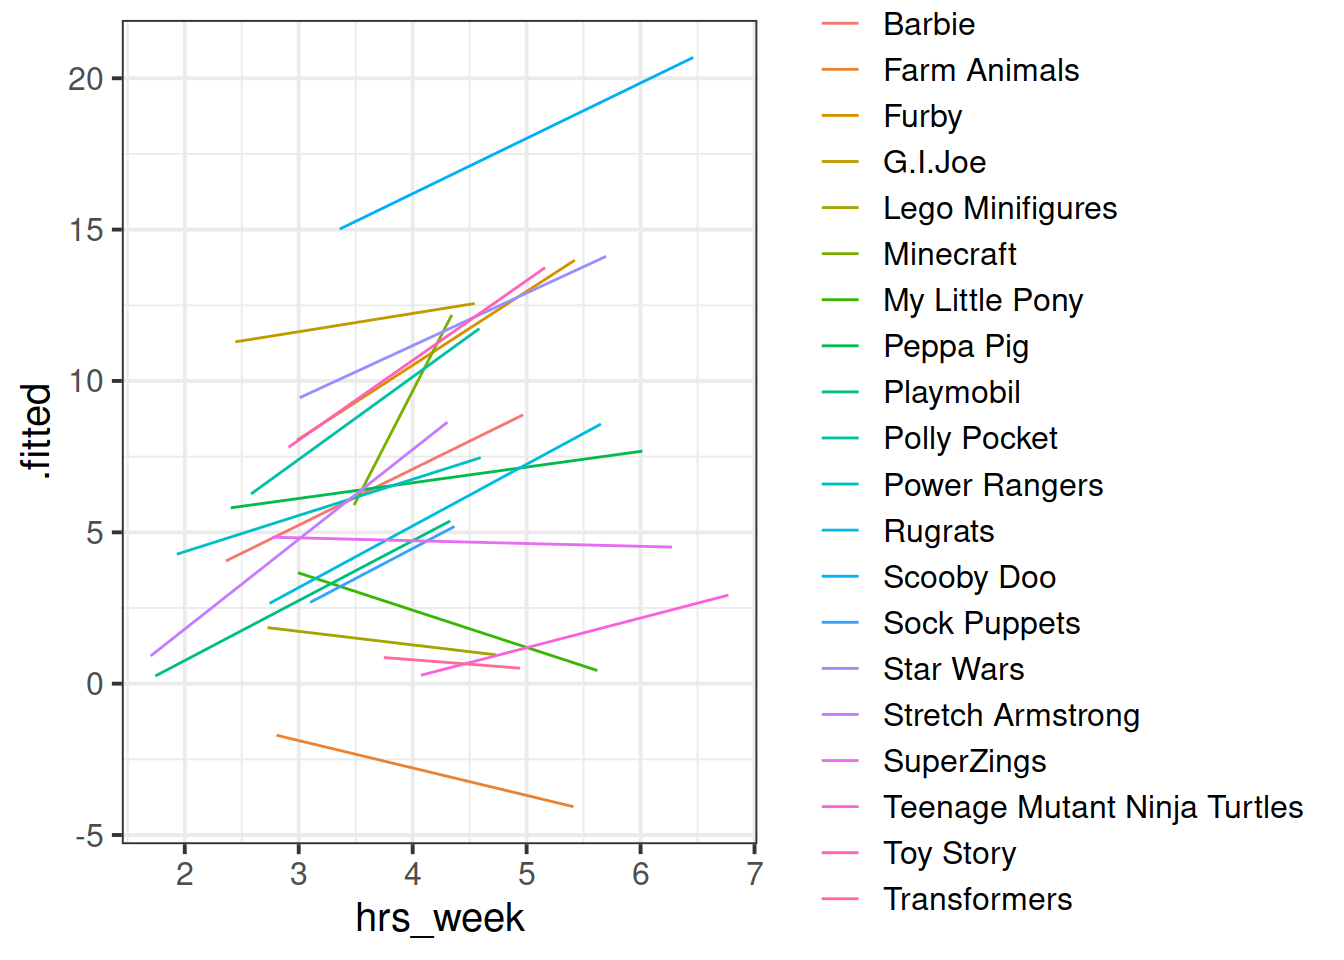 .fitted
20
15
10
5
0
-5
2 3 4 5 6 7
hrs_week
Barbie
Farm Animals
Furby
G.I.Joe
Lego Minifigures
Minecraft
My Little Pony
Peppa Pig
Playmobil
Polly Pocket
Power Rangers
Rugrats
Scooby Doo
Sock Puppets
Star Wars
Stretch Armstrong
SuperZings
Teenage Mutant Ninja Turtles
Toy Story
Transformers